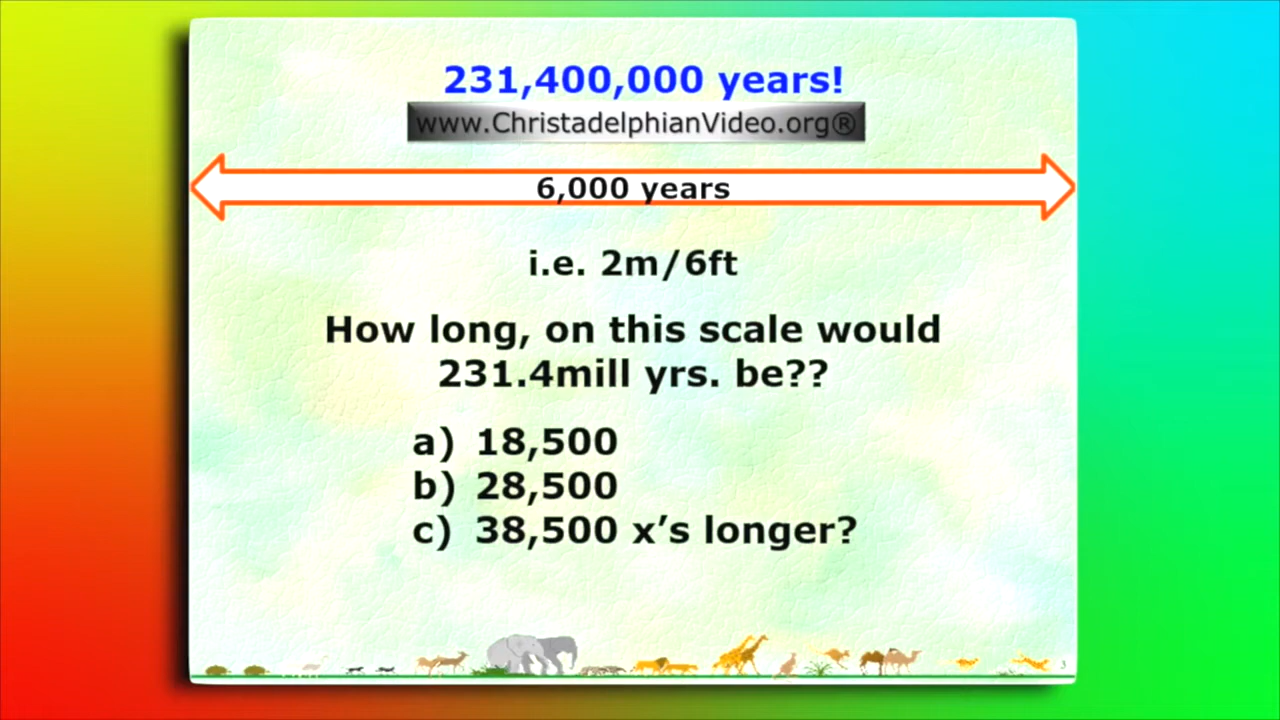 231,400,000 years!
www.ChristadelphianVideo.org®
6,000 years
i.e. 2m/6ft
How long, on this scale would
231.4mill yrs. be??
a) 18,500
b) 28,500
c) 38,500 x’s longer?
3